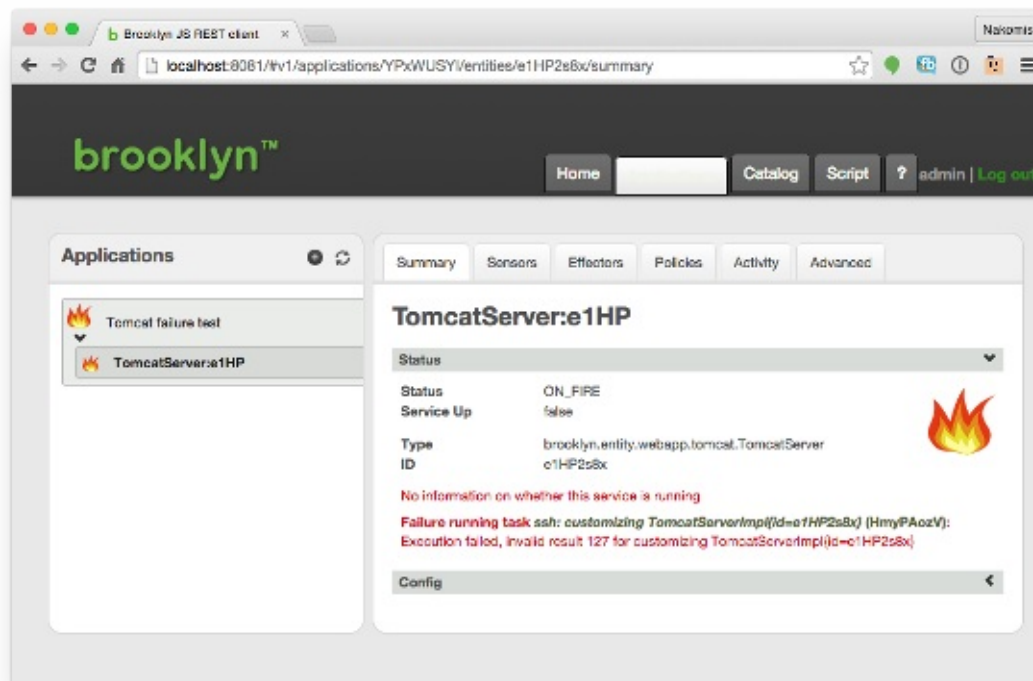 Brooklyn JS REST client ×
Nakomis
localhost:8081/#v1/applications/YPxWUSYI/entities/e1HP2s8x/summary
fb
brooklyn™
Home
Catalog
Script
?
admin | Log out
Applications
Summary
Sensors
Effectors
Policies
Activity
Advanced
Tomcat failure test
TomcatServer:e1HP
TomcatServer:e1HP
Status
Status ON_FIRE
Service Up false
Type brooklyn.entity.webapp.tomcat.TomcatServer
ID e1HP2s8x
No information on whether this service is running
Failure running task ssh: customizing TomcatServerImpl{id=e1HP2s8x} (HmyPAozV):
Execution failed, invalid result 127 for customizing TomcatServerImpl{id=e1HP2s8x}
Config